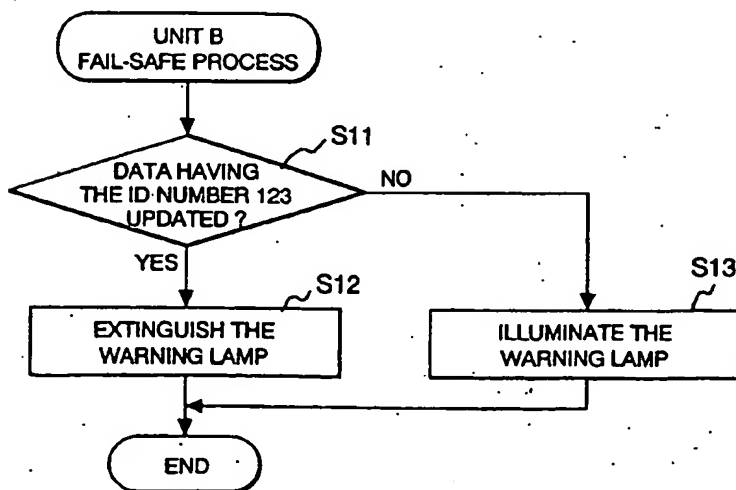 UNIT B
FAIL-SAFE PROCESS
S11
DATA HAVING
THE ID NUMBER 123
UPDATED ?
NO
YES
S12
S13
EXTINGUISH THE
WARNING LAMP
ILLUMINATE THE
WARNING LAMP
END